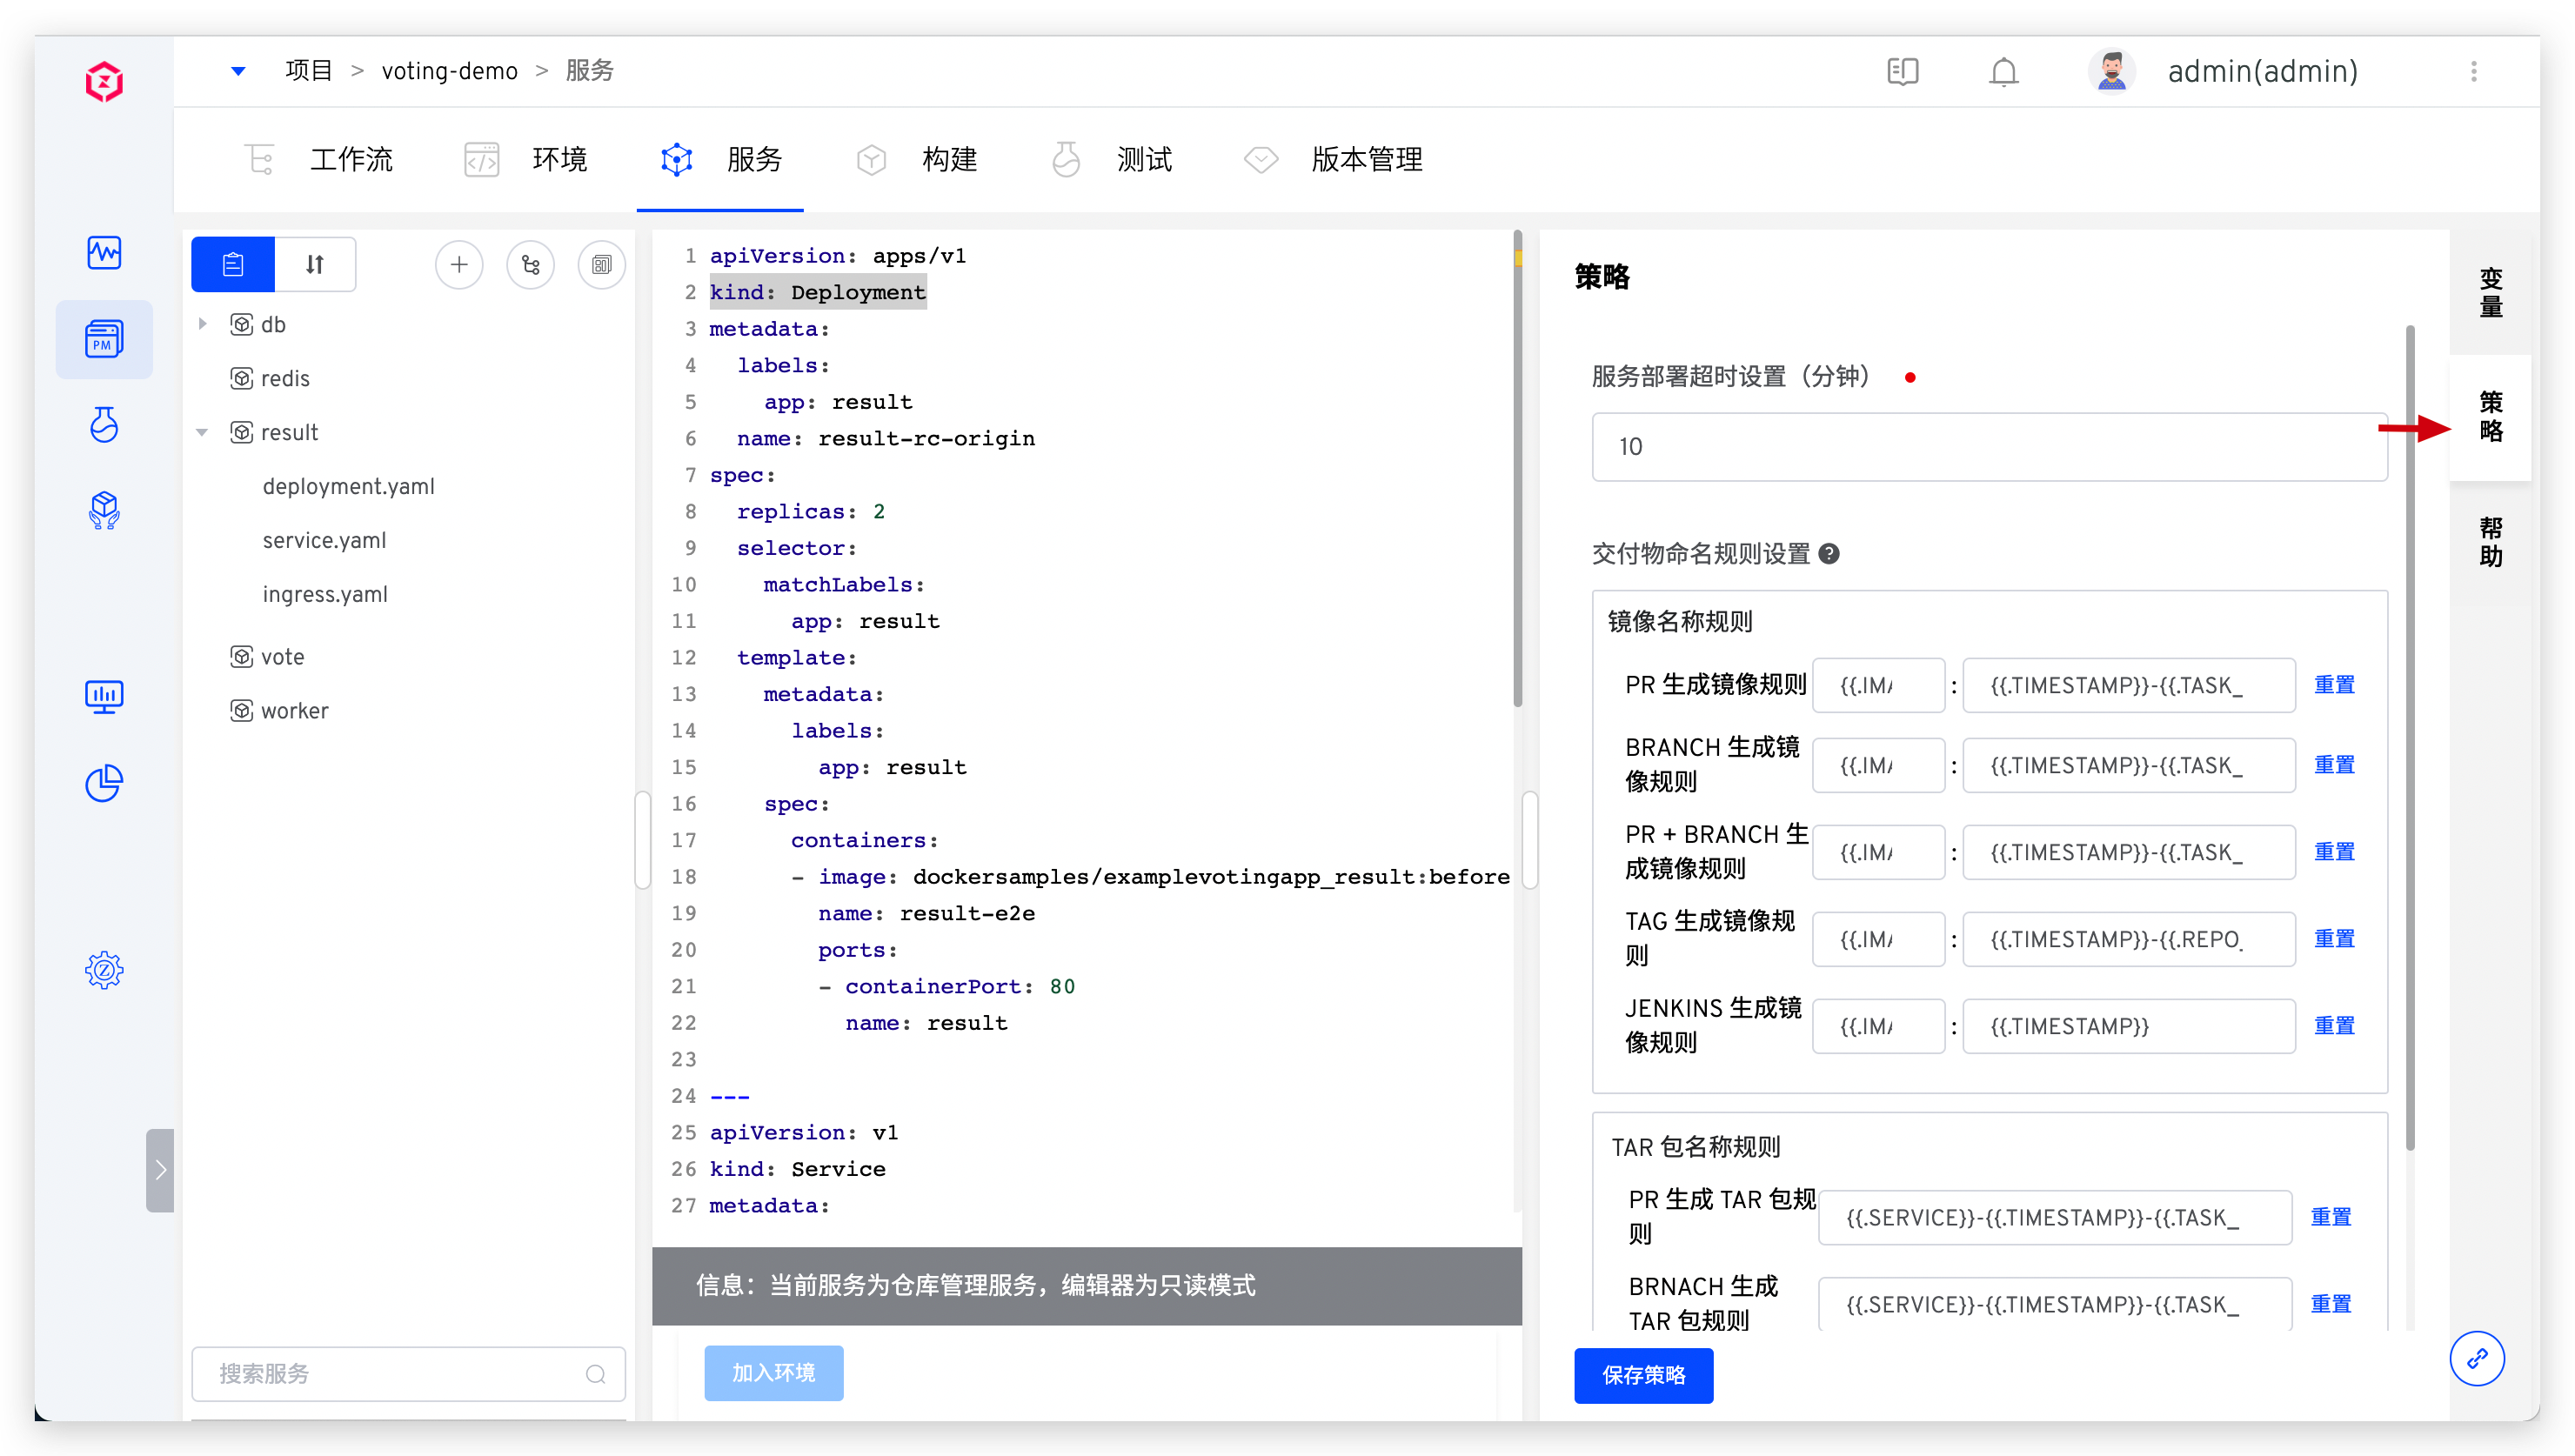 项目 > voting-demo > 服务
admin(admin)
工作流 环境 服务 构建 测试 版本管理
PM
db
redis
result
deployment.yaml
service.yaml
ingress.yaml
vote
worker
搜索服务
1 apiVersion: apps/v1
2 kind: Deployment
3 metadata:
4 labels:
5 app: result
6 name: result-rc-origin
7 spec:
8 replicas: 2
9 selector:
10 matchLabels:
11 app: result
12 template:
13 metadata:
14 labels:
15 app: result
16 spec:
17 containers:
18 - image: dockersamples/examplevotingapp_result:before
19 name: result-e2e
20 ports:
21 - containerPort: 80
22 name: result
23
24 ---
25 apiVersion: v1
26 kind: Service
27 metadata:
信息：当前服务为仓库管理服务，编辑器为只读模式
加入环境
策略
服务部署超时设置（分钟）
10
交付物命名规则设置 ?
镜像名称规则
PR 生成镜像规则 {{.IMA : {{.TIMESTAMP}}-{{.TASK_ 重置
BRANCH 生成镜
像规则 {{.IMA : {{.TIMESTAMP}}-{{.TASK_ 重置
PR + BRANCH 生
成镜像规则 {{.IMA : {{.TIMESTAMP}}-{{.TASK_ 重置
TAG 生成镜像规
则 {{.IMA : {{.TIMESTAMP}}-{{.REPO_ 重置
JENKINS 生成镜
像规则 {{.IMA : {{.TIMESTAMP}} 重置
TAR 包名称规则
PR 生成 TAR 包规
则 {{.SERVICE}}-{{.TIMESTAMP}}-{{.TASK_ 重置
BRNACH 生成
TAR 包规则 {{.SERVICE}}-{{.TIMESTAMP}}-{{.TASK_ 重置
保存策略
变量
策略
帮助